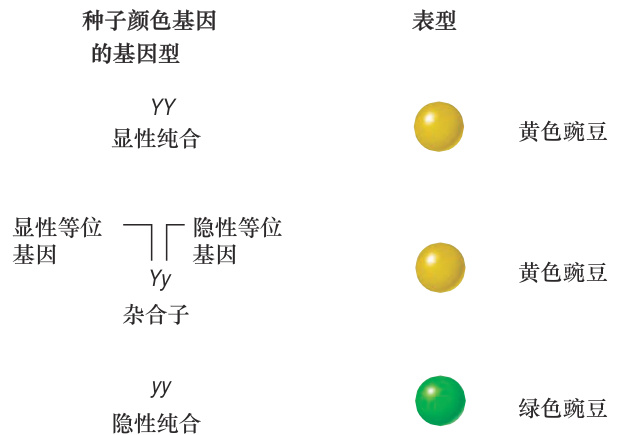 种子颜色基因
的基因型
表型
YY
显性纯合
黄色豌豆
显性等位
基因
隐性等位
基因
Yy
杂合子
黄色豌豆
yy
隐性纯合
绿色豌豆